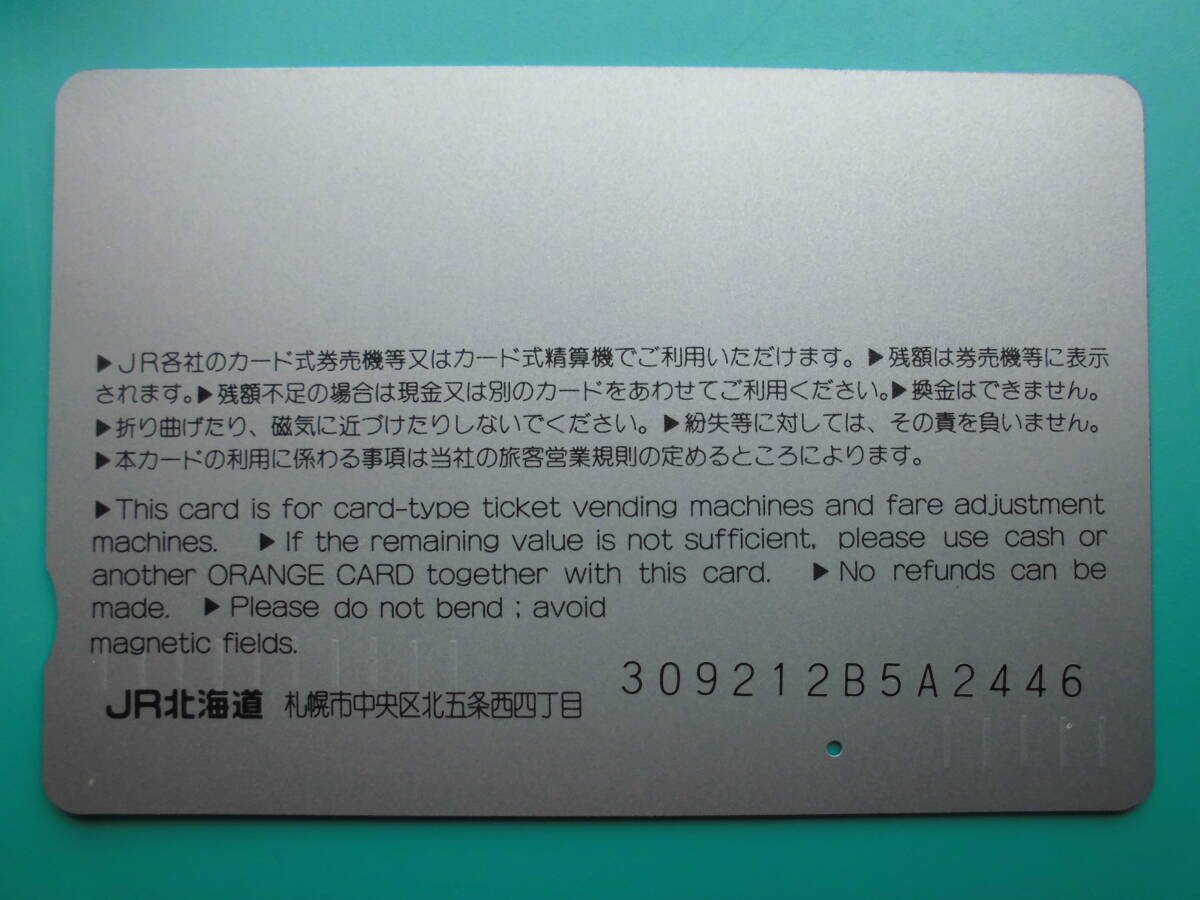 ▶JR各社のカード式券売機等又はカード式精算機でご利用いただけます。▶残額は券売機等に表示
されます。▶残額不足の場合は現金又は別のカードをあわせてご利用ください。▶換金はできません。
▶折り曲げたり、磁気に近づけたりしないでください。▶紛失等に対しては、その責を負いません。
▶本カードの利用に係わる事項は当社の旅客営業規則の定めるところによります。
▶This card is for card-type ticket vending machines and fare adjustment
machines. ▶If the remaining value is not sufficient, please use cash or
another ORANGE CARD together with this card. ▶No refunds can be
made. ▶Please do not bend ; avoid
magnetic fields.
309212B5A2446
JR北海道 札幌市中央区北五条西四丁目